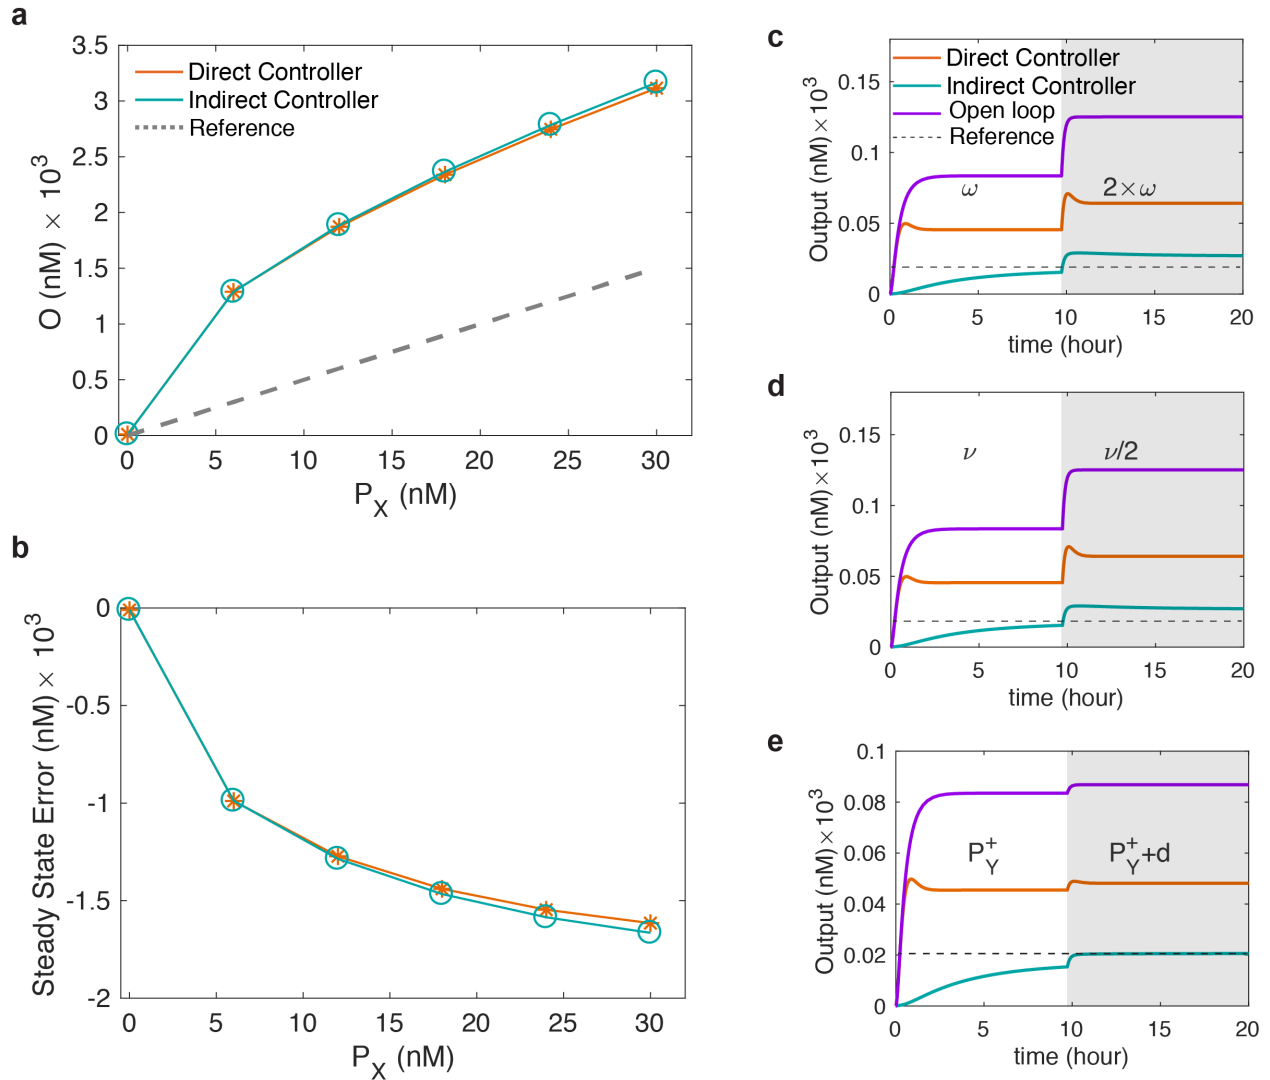 a
3.5
3
2.5
2
1.5
1
0.5
0
O (nM) × 10³
Direct Controller
Indirect Controller
Reference
0 5 10 15 20 25 30
P_X (nM)
b
0
-0.5
-1
-1.5
-2
Steady State Error (nM) × 10³
0 5 10 15 20 25 30
P_X (nM)
c
0.15
0.1
0.05
0
Output (nM) × 10³
Direct Controller
Indirect Controller
Open loop
Reference
ω 2×ω
0 5 10 15 20
time (hour)
d
0.15
0.1
0.05
0
Output (nM) × 10³
ν ν/2
0 5 10 15 20
time (hour)
e
0.1
0.08
0.06
0.04
0.02
0
Output (nM) × 10³
P_Y^+ P_Y^+ +d
0 5 10 15 20
time (hour)